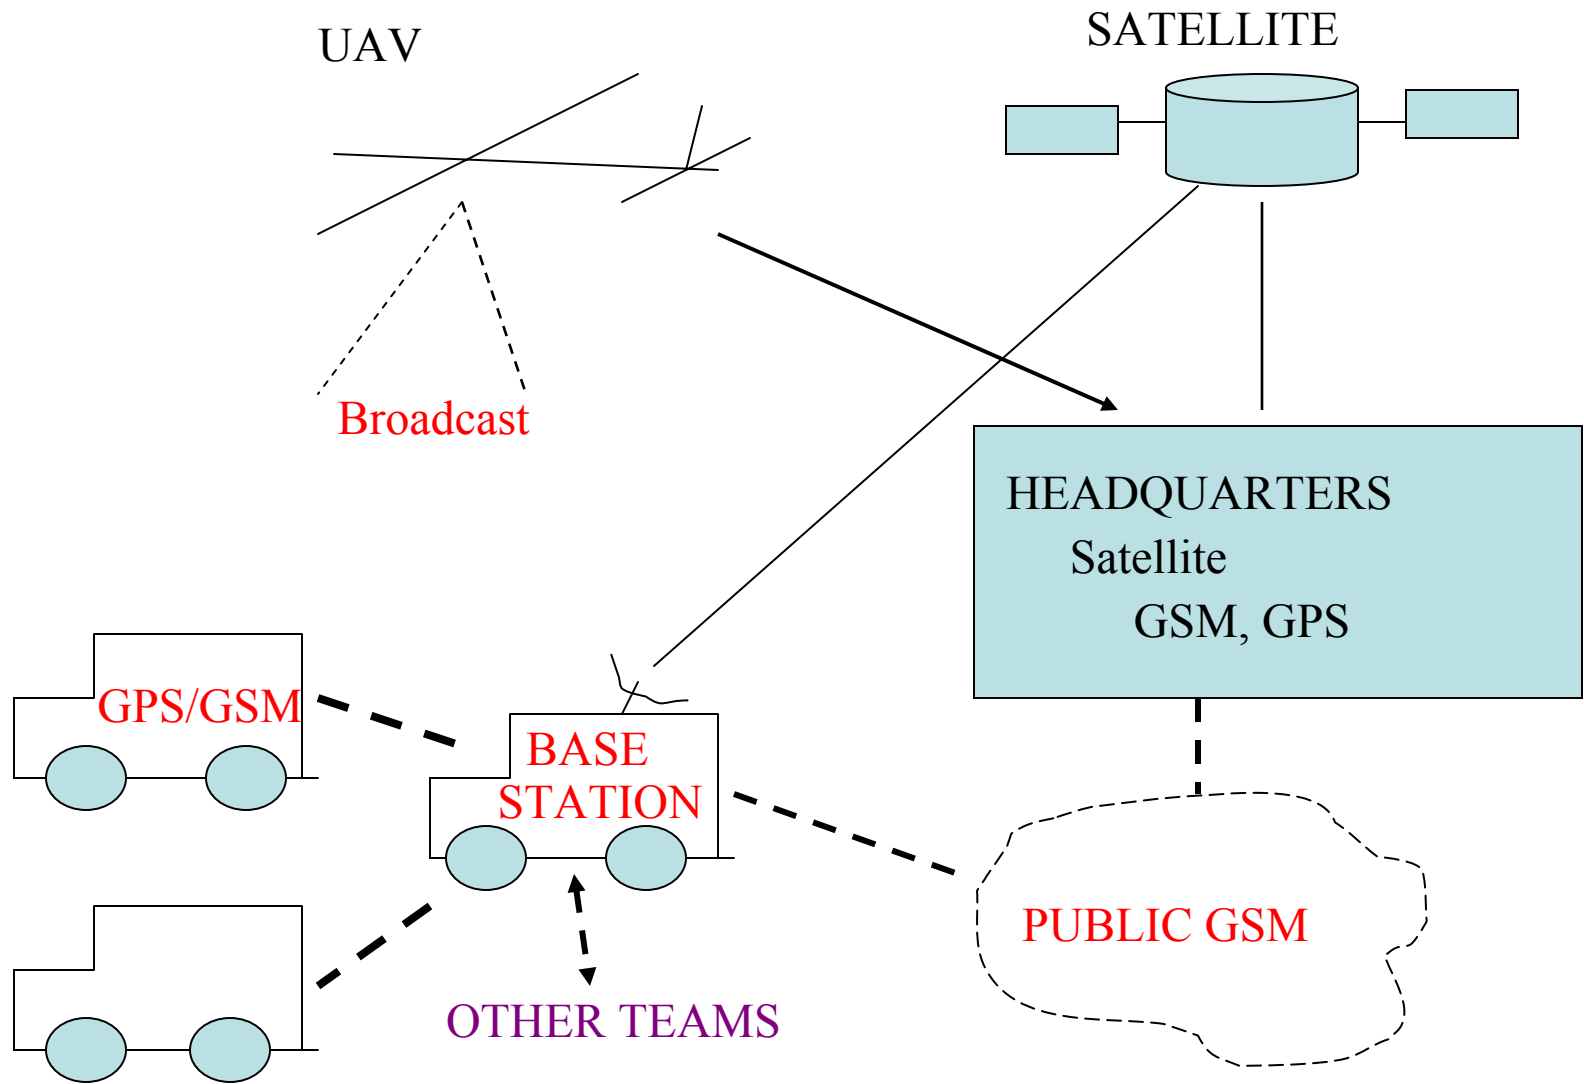 UAV
SATELLITE
Broadcast
HEADQUARTERS
Satellite
GSM, GPS
GPS/GSM
BASE
STATION
PUBLIC GSM
OTHER TEAMS